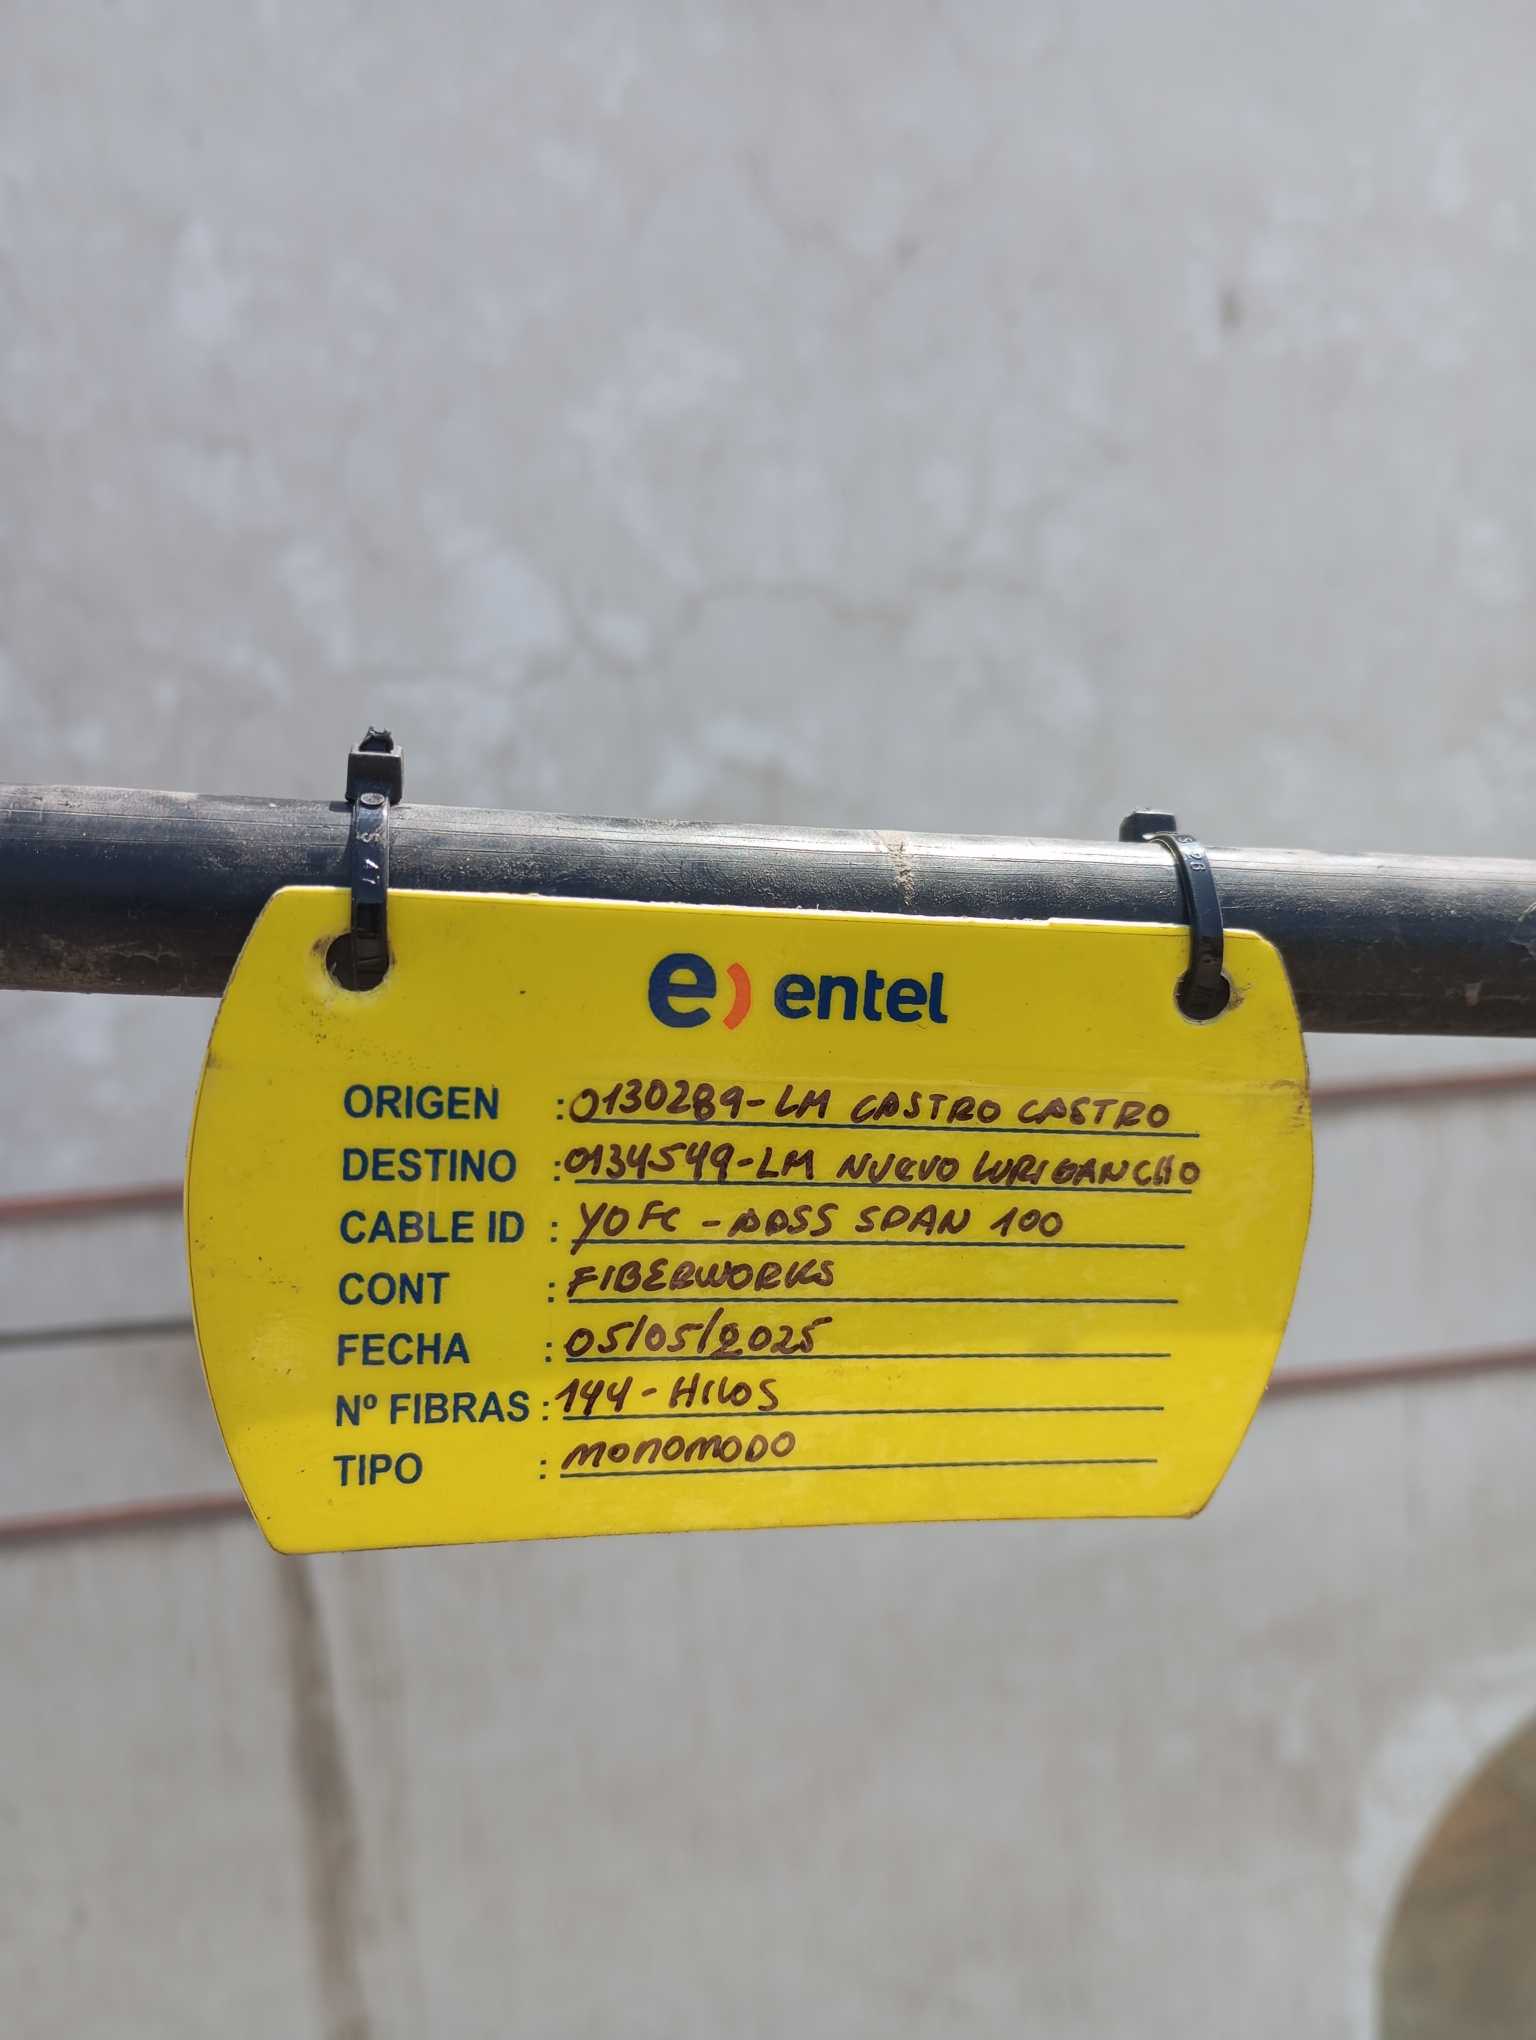 e) entel
ORIGEN : 0130289-LM CASTRO CASTRO
DESTINO : 0134549-LM NUEVO LURIGANCHO
CABLE ID : YOFC - ADSS SPAN 100
CONT : FIBERWORKS
FECHA : 05/05/2025
Nº FIBRAS : 144 - HILOS
TIPO : MONOMODO